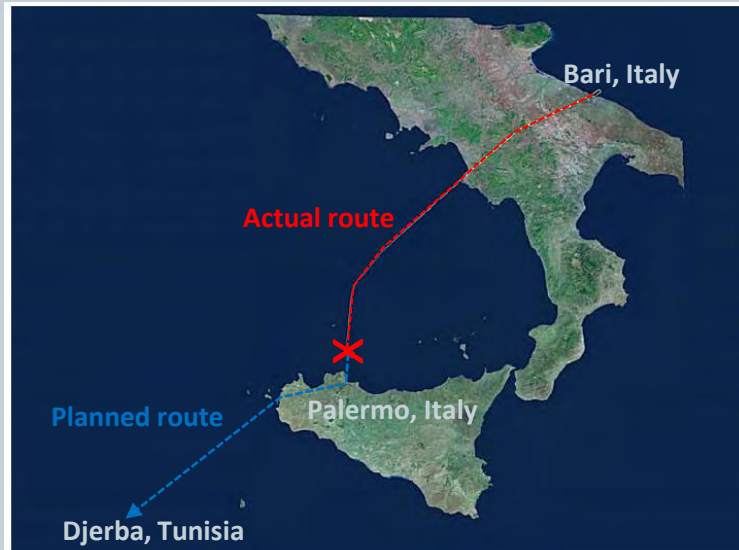 Bari, Italy
Actual route
Planned route
Palermo, Italy
Djerba, Tunisia